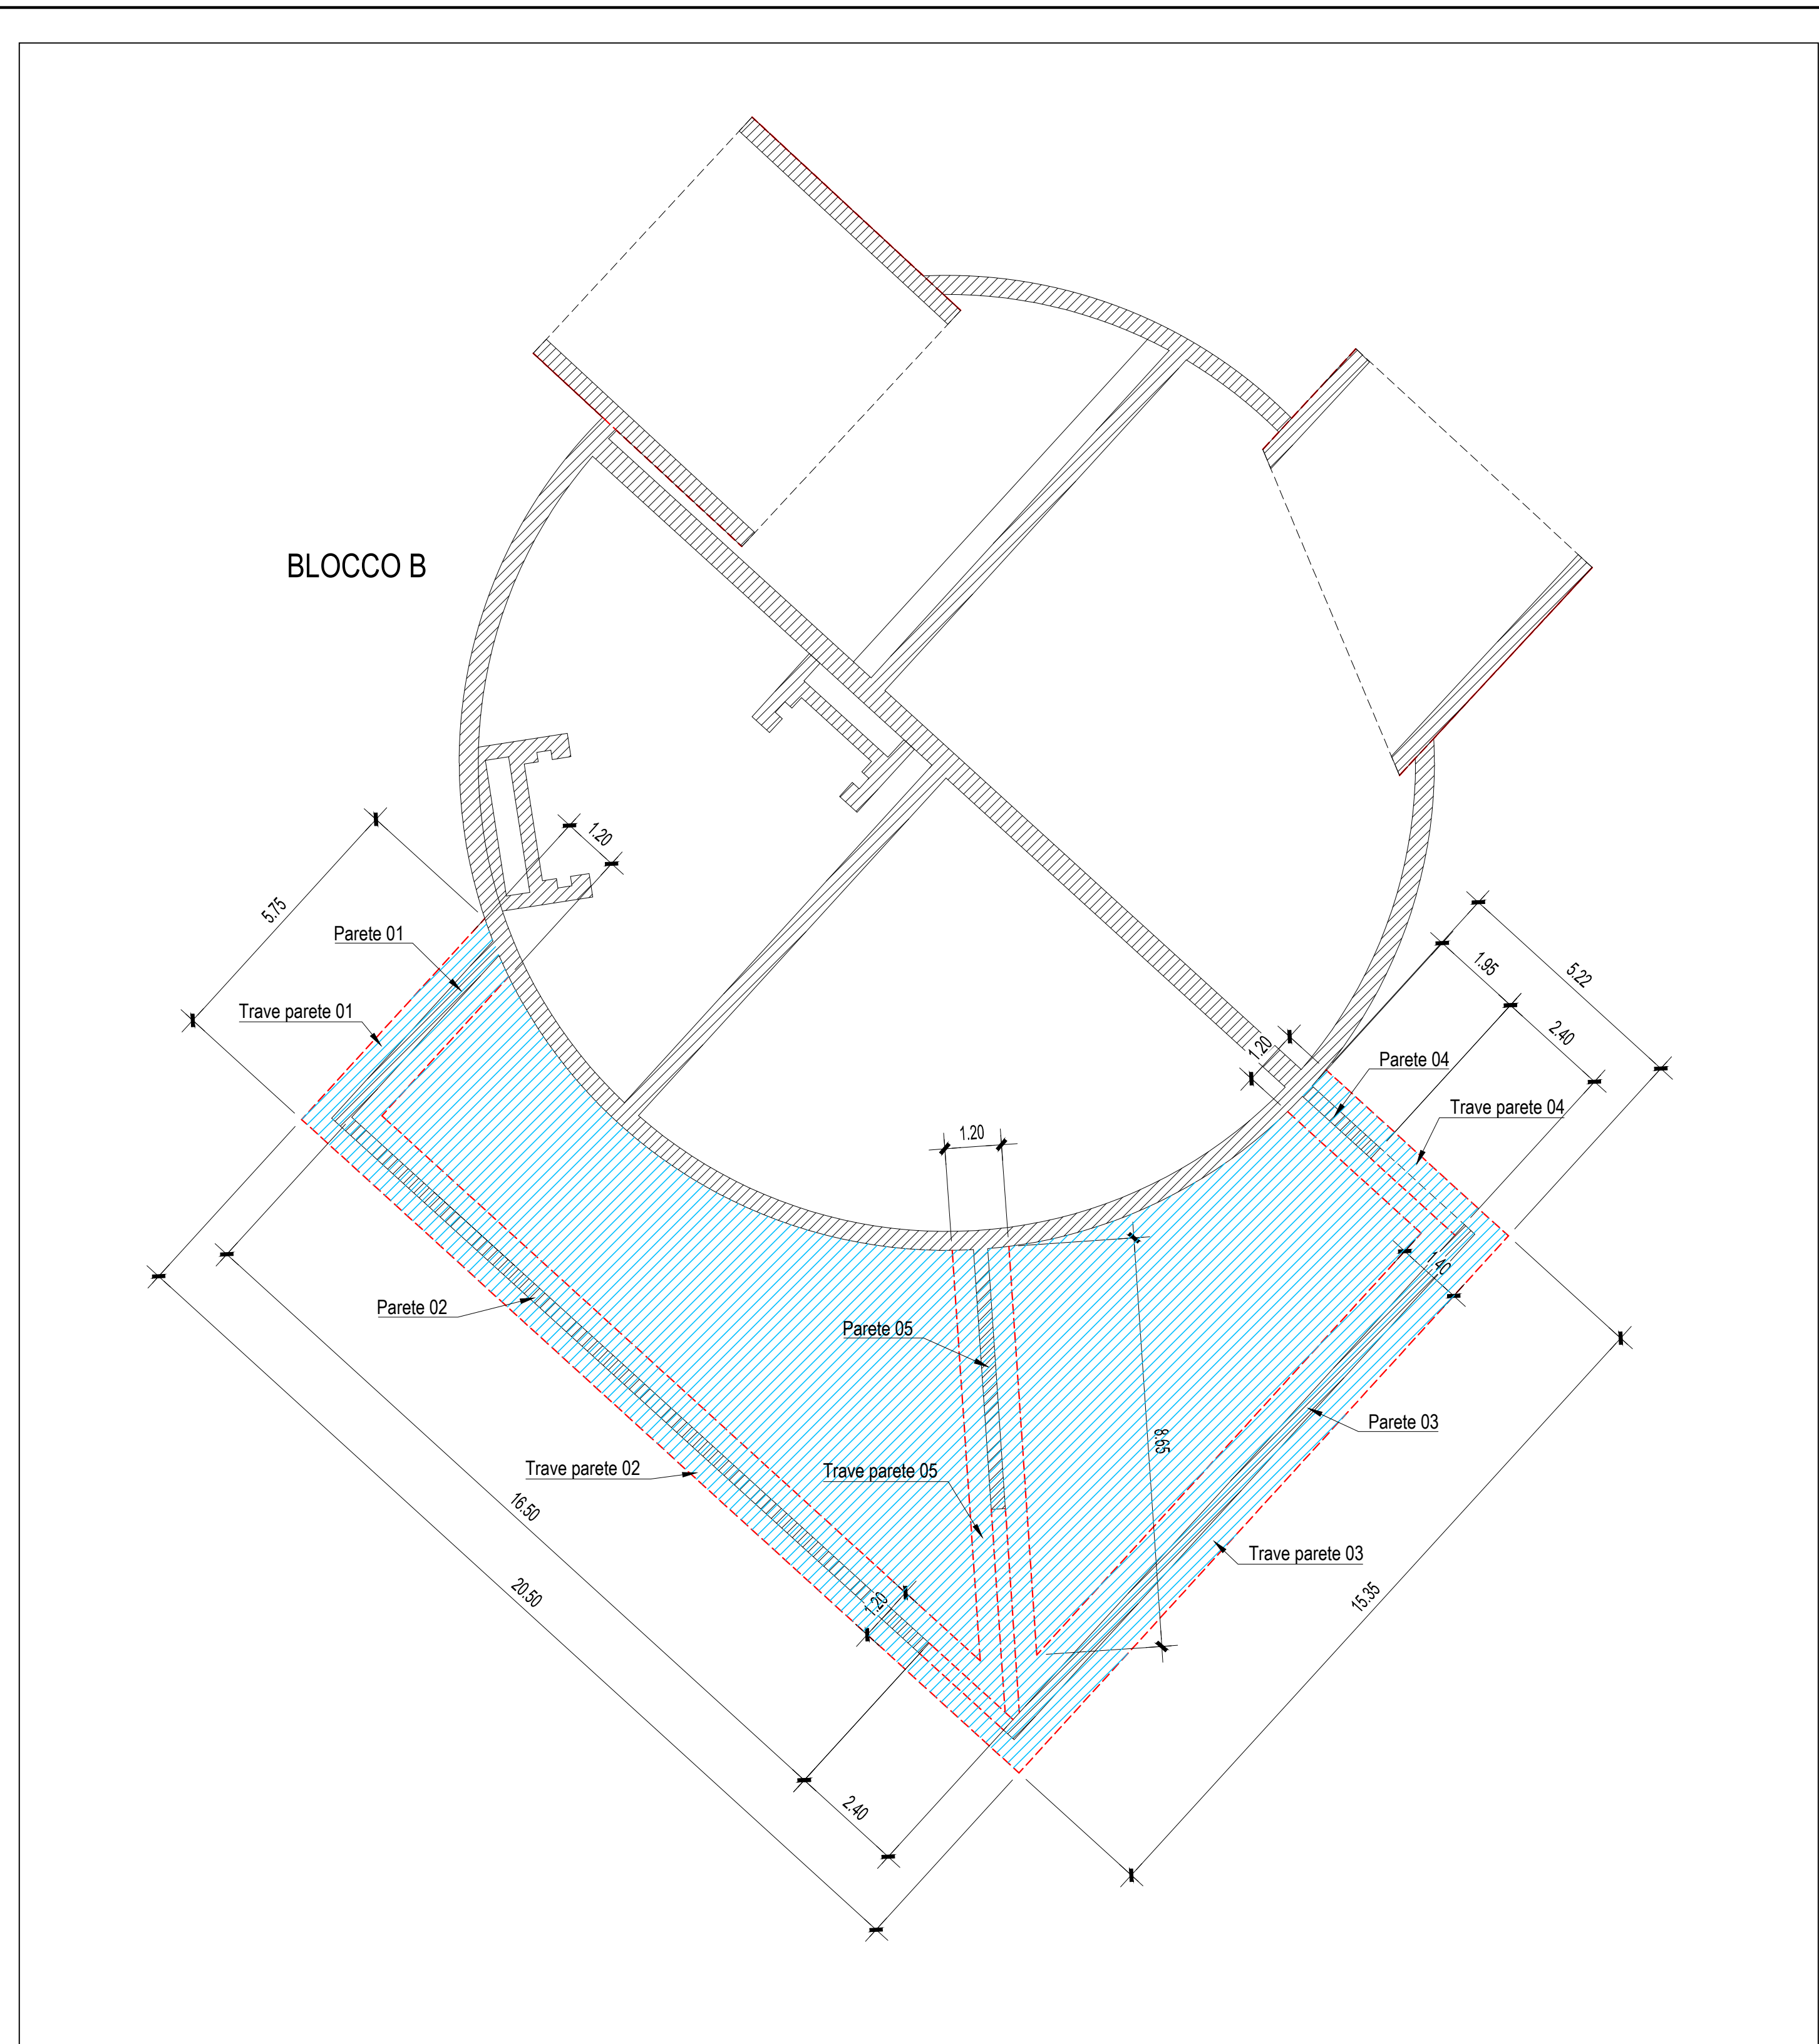 BLOCCO B
1.20
5.75
Parete 01
5.22
1.95
Trave parete 01
2.40
1.20
Parete 04
Trave parete 04
1.20
1.40
Parete 02
Parete 05
Parete 03
8.65
Trave parete 02
Trave parete 05
16.50
Trave parete 03
20.50
1.20
15.35
2.40